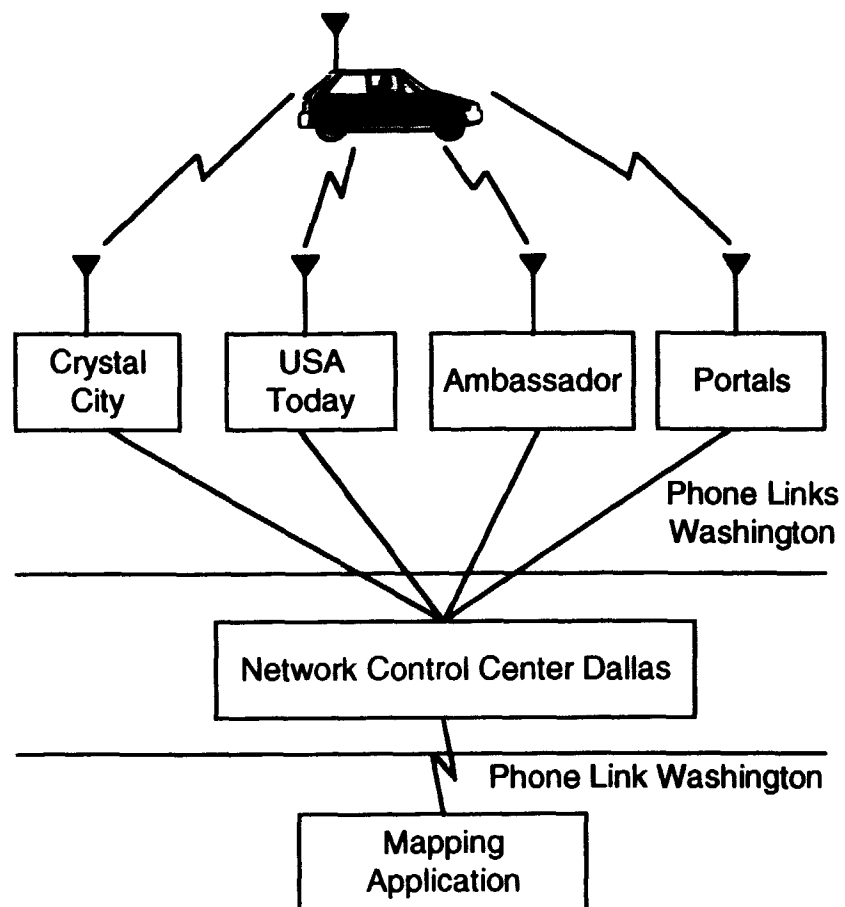 Crystal
City
USA
Today
Ambassador
Portals
Phone Links
Washington
Network Control Center Dallas
Phone Link Washington
Mapping
Application